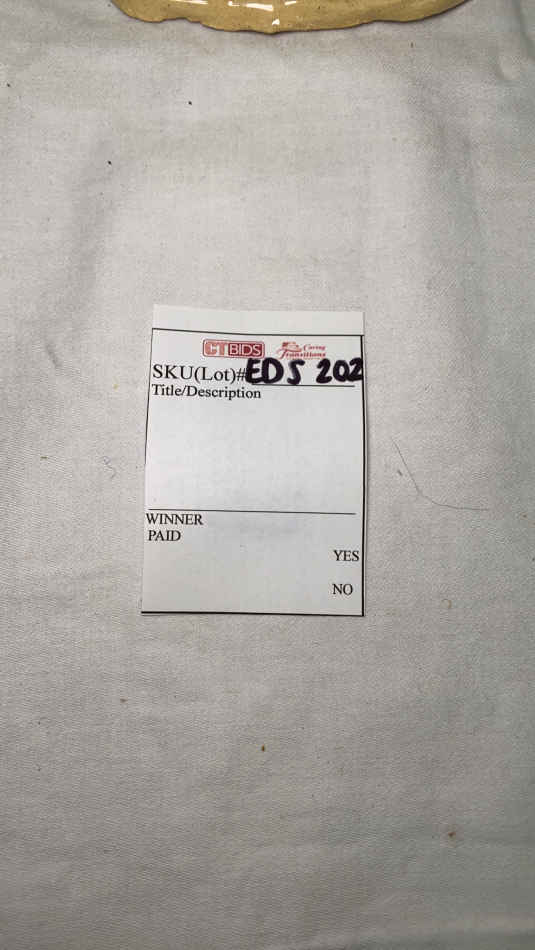 CTBIDS Caring Transitions
SKU(Lot)#EDS 202
Title/Description
WINNER
PAID
YES
NO